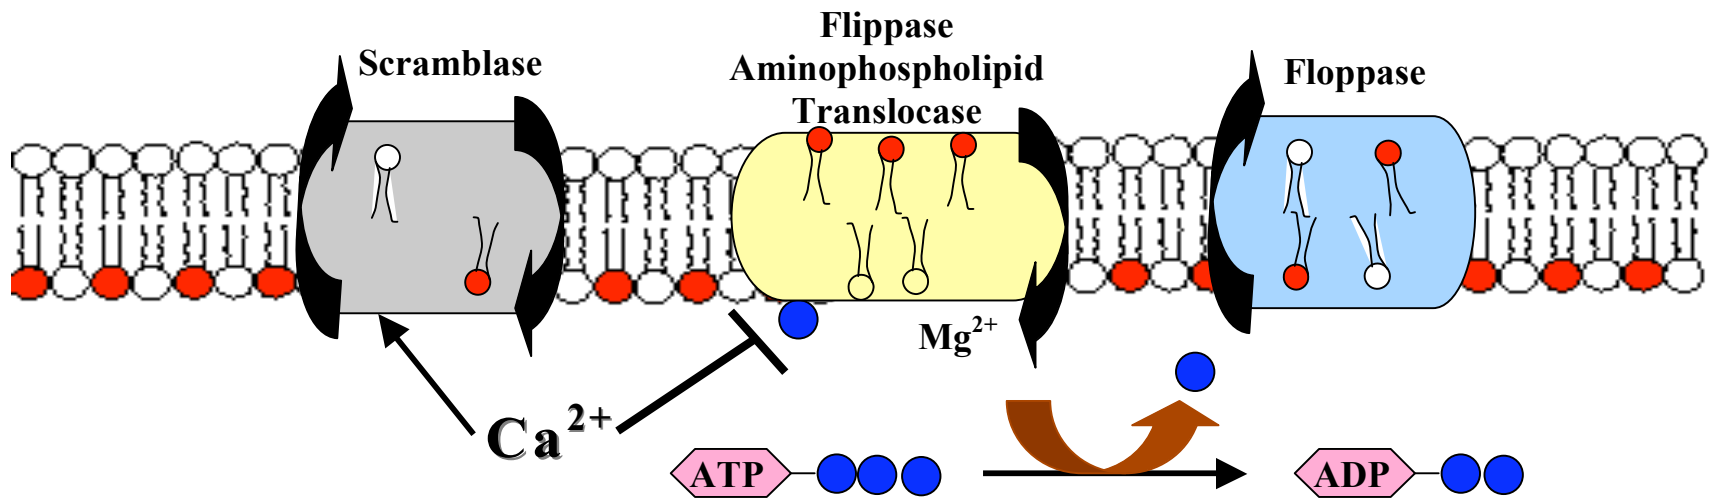 Scramblase
Flippase
Aminophospholipid
Translocase
Floppase
Mg²⁺
Ca²⁺
ATP
ADP